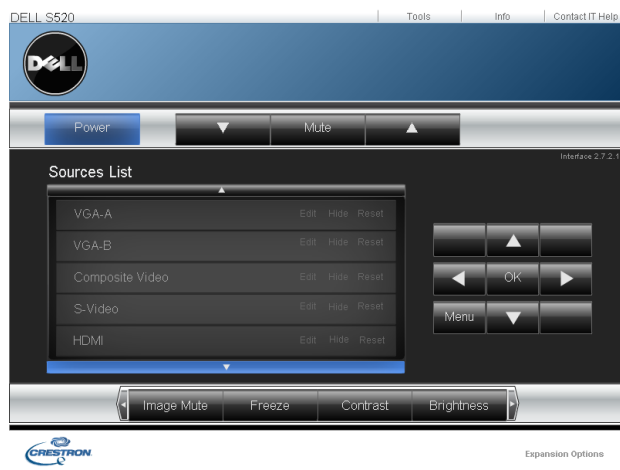 DELL S520 Tools Info Contact IT Help
DELL
Power Mute
Interface 2.7.2.1
Sources List
VGA-A Edit Hide Reset
VGA-B Edit Hide Reset
Composite Video Edit Hide Reset
S-Video Edit Hide Reset
HDMI Edit Hide Reset
OK
Menu
Image Mute Freeze Contrast Brightness
CRESTRON
Expansion Options